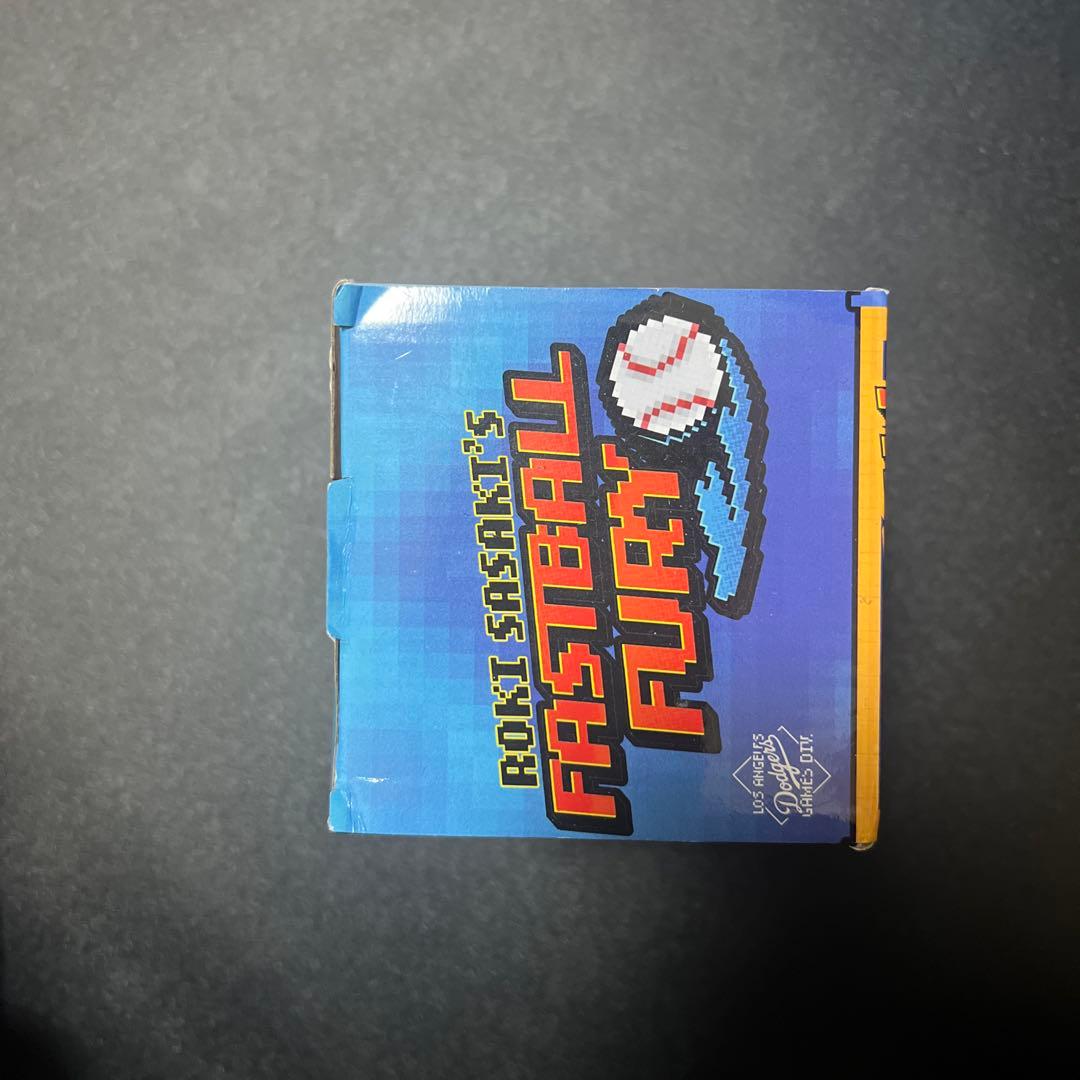 ROKI SASAKI'S
FASTBALL
FURY
LOS ANGELES
Dodgers
GAMES DIV.